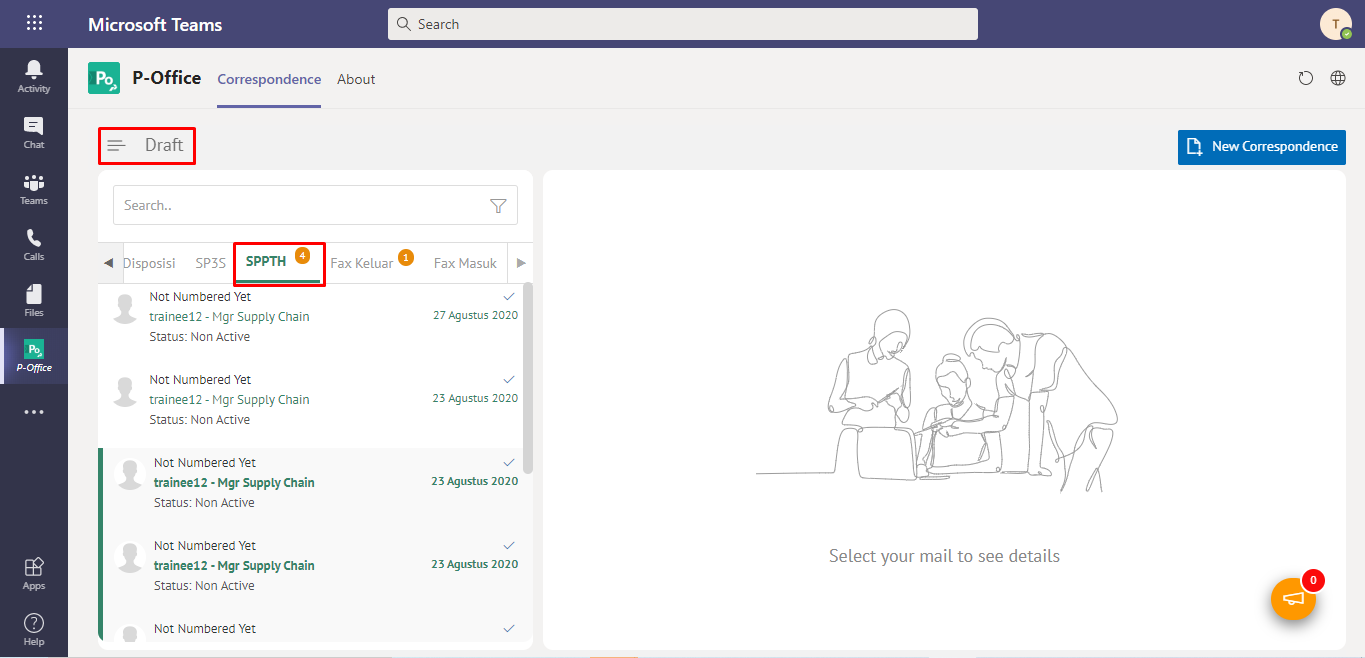 Microsoft Teams
Search
T
Activity
Chat
Teams
Calls
Files
Po
P-Office
Apps
Help
Po
P-Office
Correspondence
About
Draft
New Correspondence
Search..
Disposisi
SP3S
SPPTH
4
Fax Keluar
1
Fax Masuk
Not Numbered Yet
trainee12 - Mgr Supply Chain
27 Agustus 2020
Status: Non Active
Not Numbered Yet
trainee12 - Mgr Supply Chain
23 Agustus 2020
Status: Non Active
Not Numbered Yet
trainee12 - Mgr Supply Chain
23 Agustus 2020
Status: Non Active
Not Numbered Yet
trainee12 - Mgr Supply Chain
23 Agustus 2020
Status: Non Active
Not Numbered Yet
Select your mail to see details
0